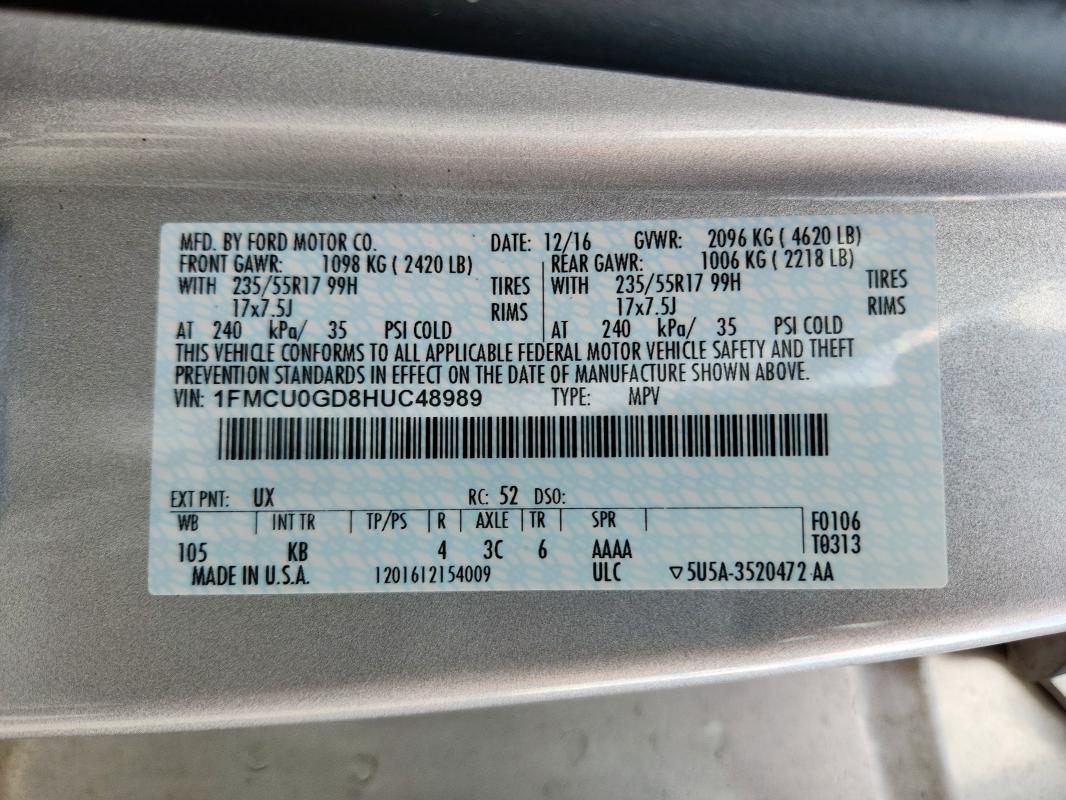 MFD. BY FORD MOTOR CO. DATE: 12/16 GVWR: 2096 KG ( 4620 LB)
FRONT GAWR: 1098 KG ( 2420 LB) REAR GAWR: 1006 KG ( 2218 LB)
WITH 235/55R17 99H TIRES WITH 235/55R17 99H TIRES
17x7.5J RIMS 17x7.5J RIMS
AT 240 kPa/ 35 PSI COLD AT 240 kPa/ 35 PSI COLD
THIS VEHICLE CONFORMS TO ALL APPLICABLE FEDERAL MOTOR VEHICLE SAFETY AND THEFT
PREVENTION STANDARDS IN EFFECT ON THE DATE OF MANUFACTURE SHOWN ABOVE.
VIN: 1FMCU0GD8HUC48989 TYPE: MPV
EXT PNT: UX RC: 52 DSO:
WB INT TR TP/PS R AXLE TR SPR F0106
105 KB 4 3C 6 AAAA T0313
MADE IN U.S.A. 1201612154009 ULC ▽5U5A-3520472 AA